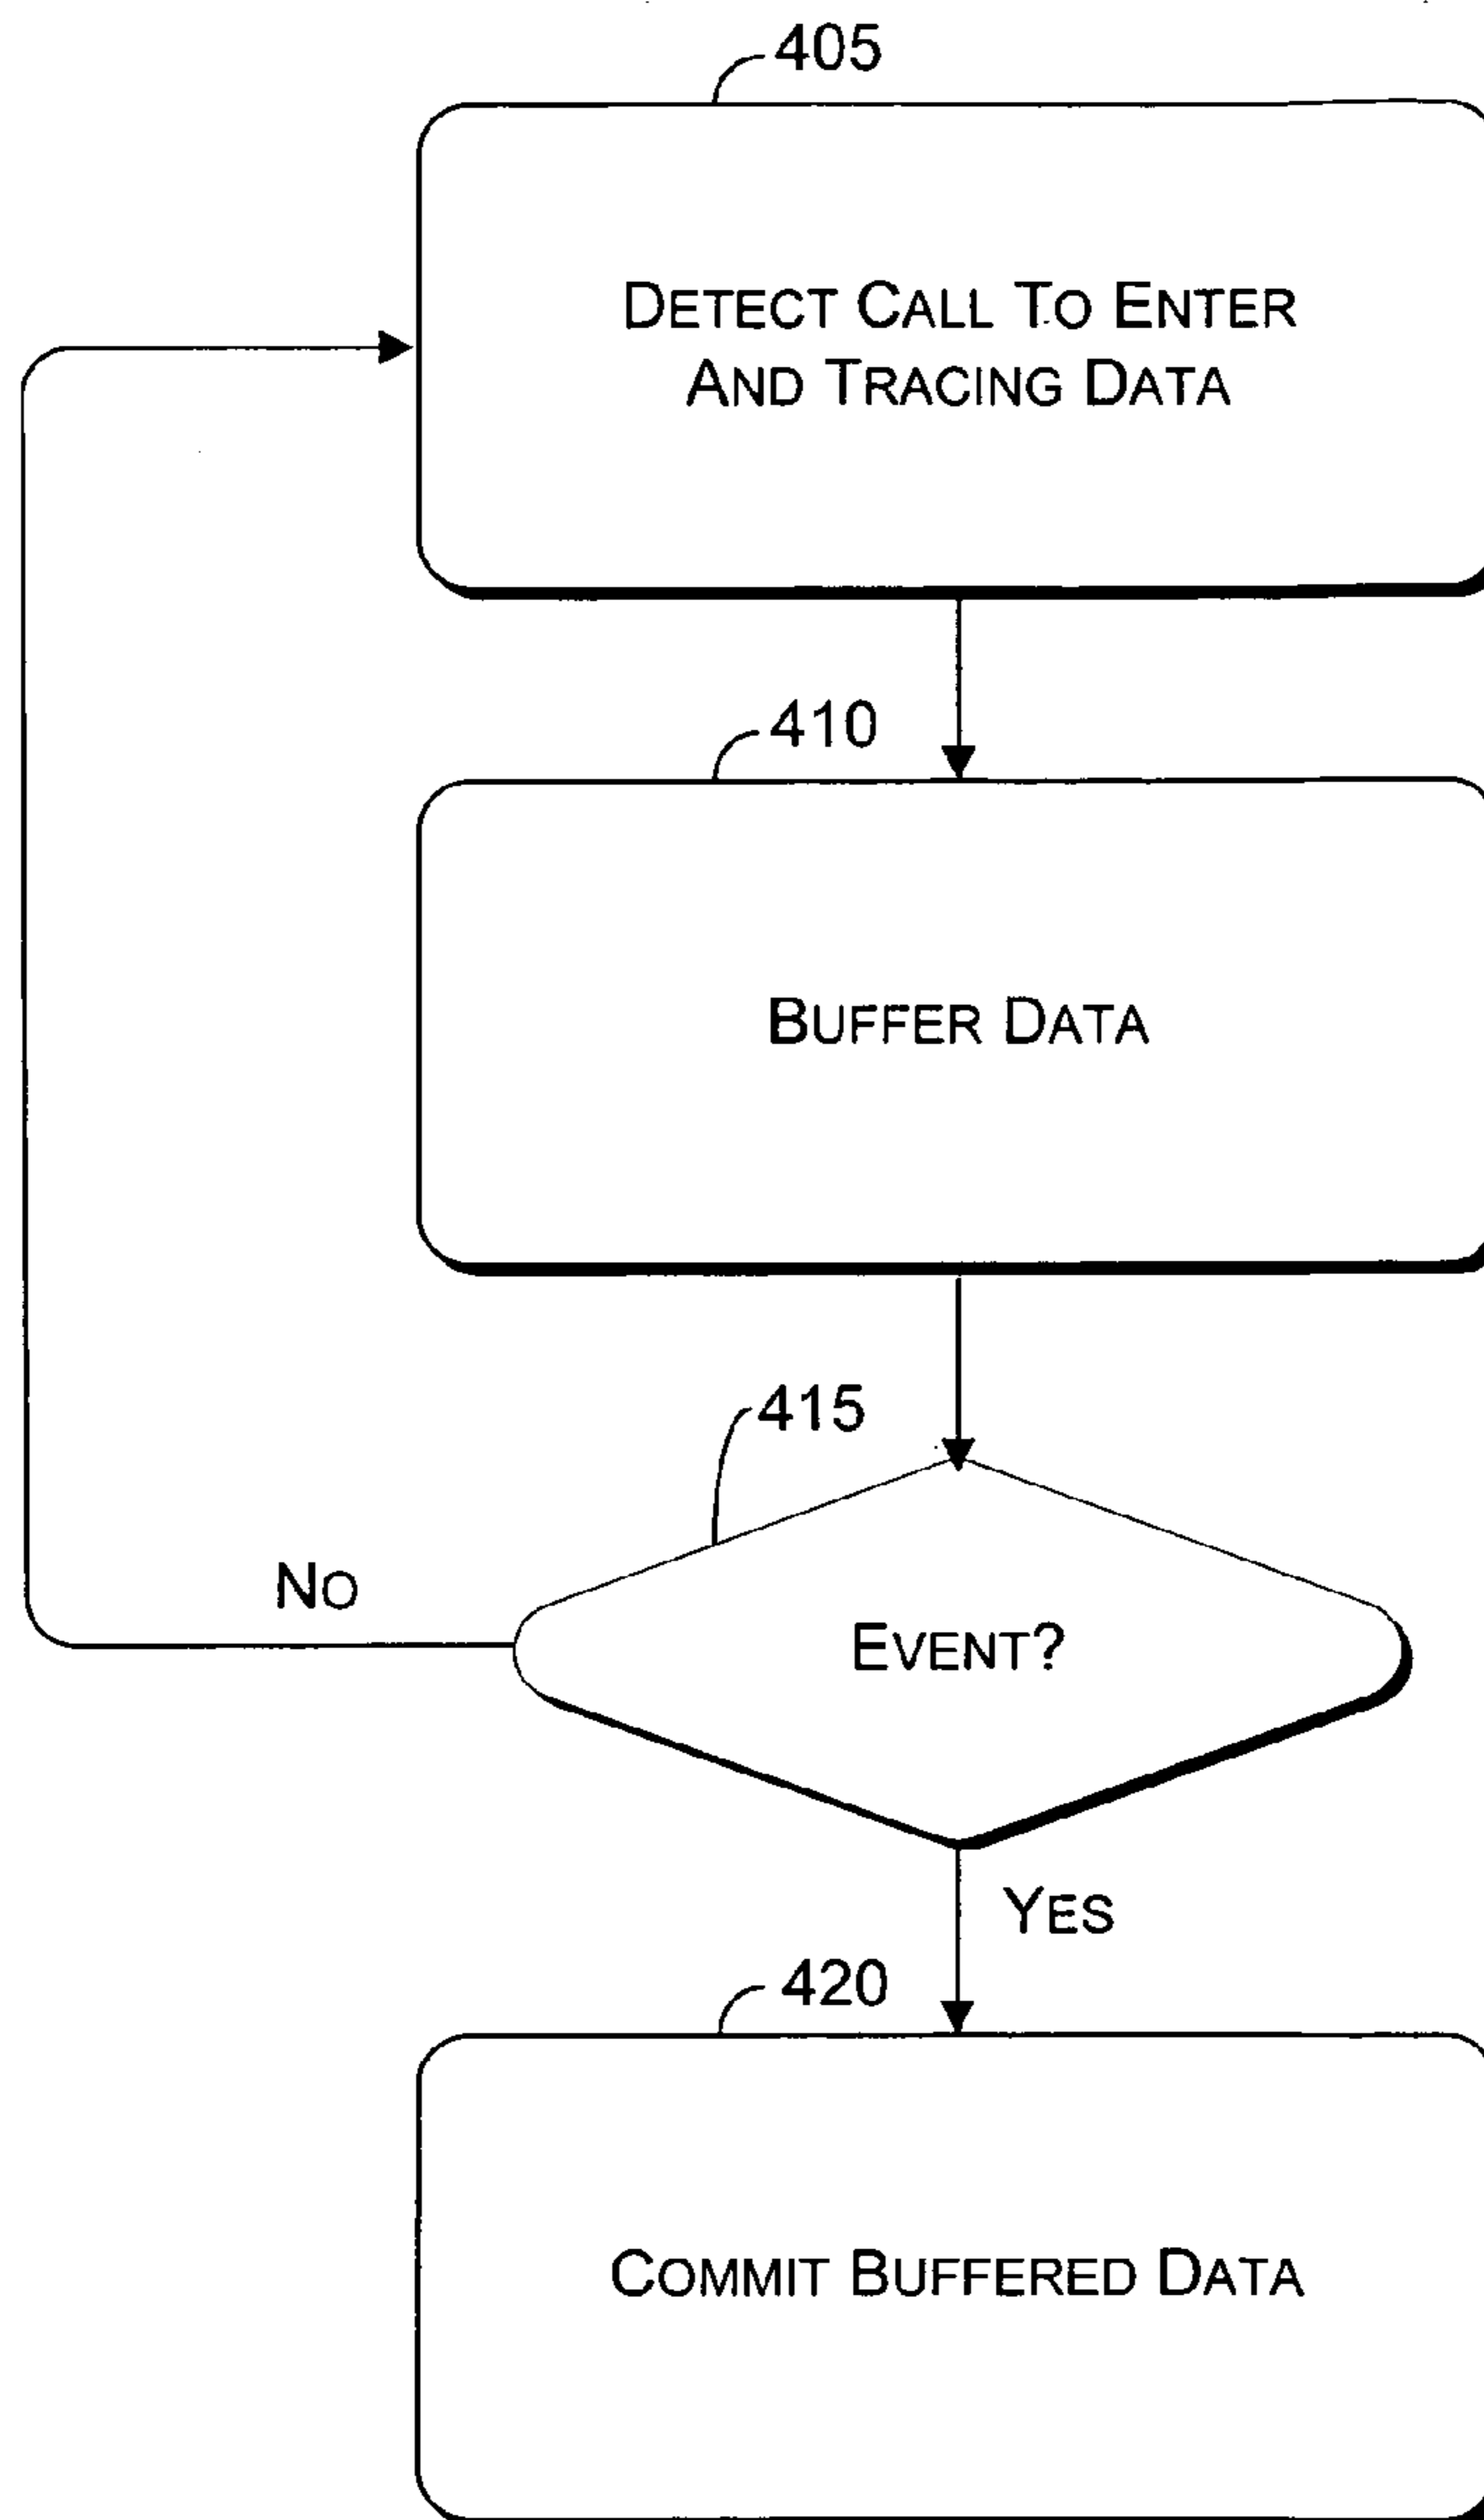 405
DETECT CALL TO ENTER
AND TRACING DATA
410
BUFFER DATA
415
NO
EVENT?
YES
420
COMMIT BUFFERED DATA